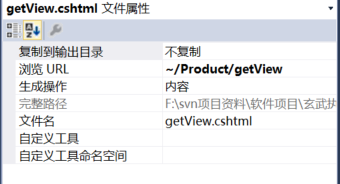 getView.cshtml 文件属性
复制到输出目录 不复制
浏览 URL ~/Product/getView
生成操作 内容
完整路径 F:\svn项目资料\软件项目\玄武执
文件名 getView.cshtml
自定义工具
自定义工具命名空间